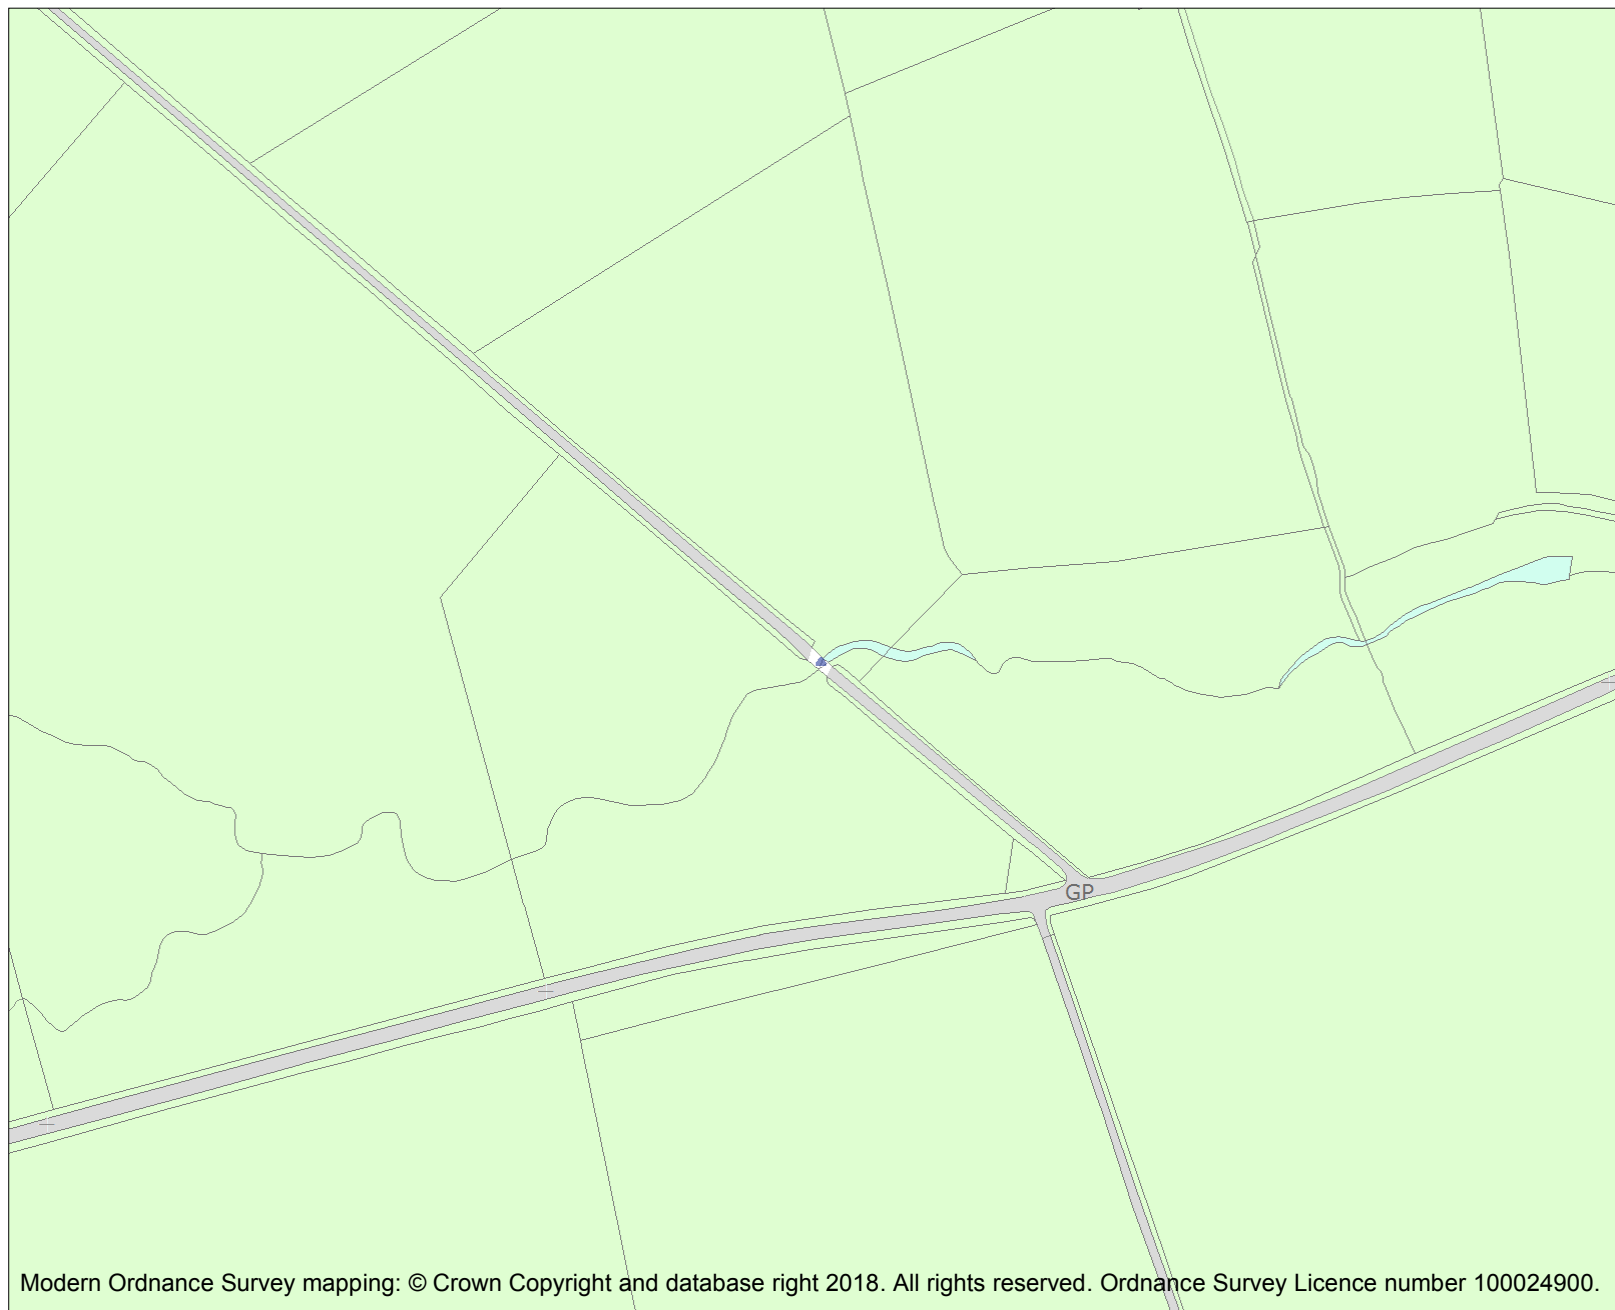 GP
Modern Ordnance Survey mapping: © Crown Copyright and database right 2018. All rights reserved. Ordnance Survey Licence number 100024900.